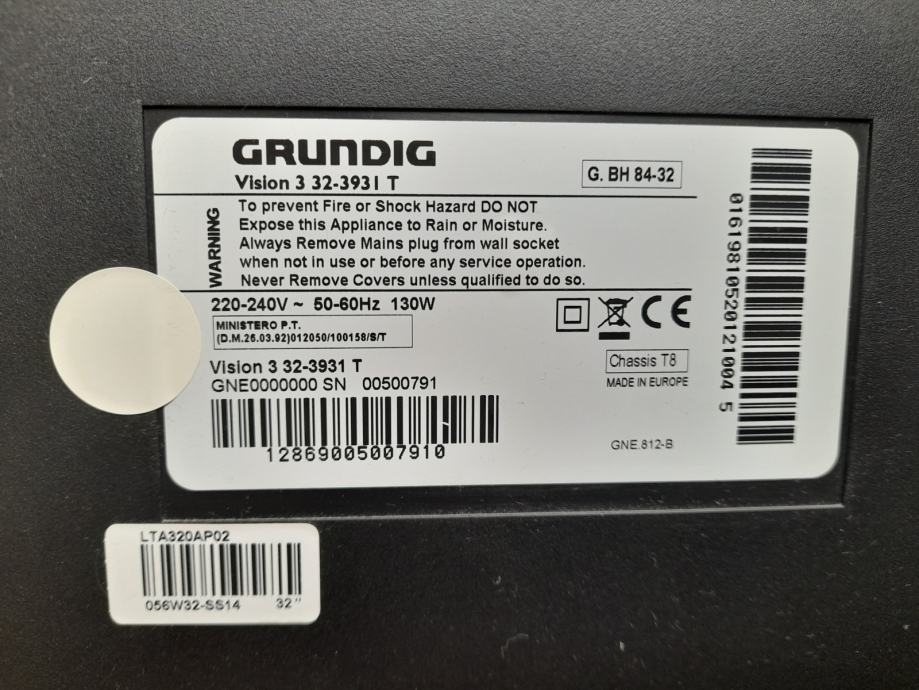 GRUNDIG
Vision 3 32-3931 T
G. BH 84-32
WARNING
To prevent Fire or Shock Hazard DO NOT
Expose this Appliance to Rain or Moisture.
Always Remove Mains plug from wall socket
when not in use or before any service operation.
Never Remove Covers unless qualified to do so.
220-240V ~ 50-60Hz 130W
MINISTERO P.T.
(D.M.26.03.92)012050/100158/S/T
CE
Vision 3 32-3931 T
Chassis T8
GNE0000000 SN 00500791
MADE IN EUROPE
12869005007910
GNE.812-B
01619810520121004 5
LTA320AP02
056W32-SS14 32"